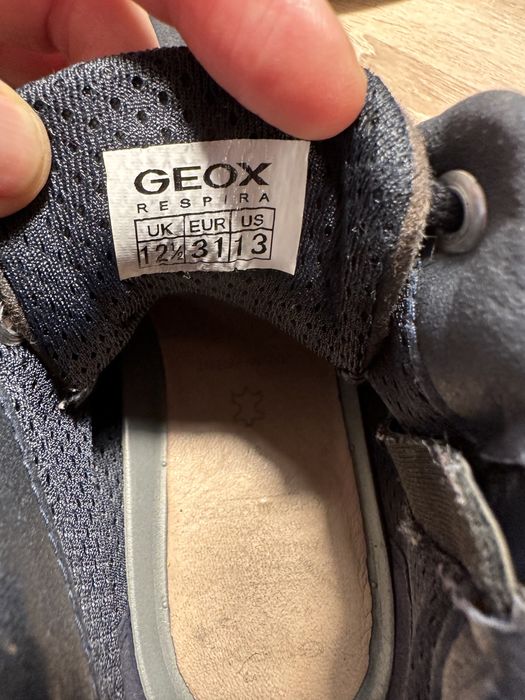 GEOX
RESPIRA
UK EUR US
12½ 31 13